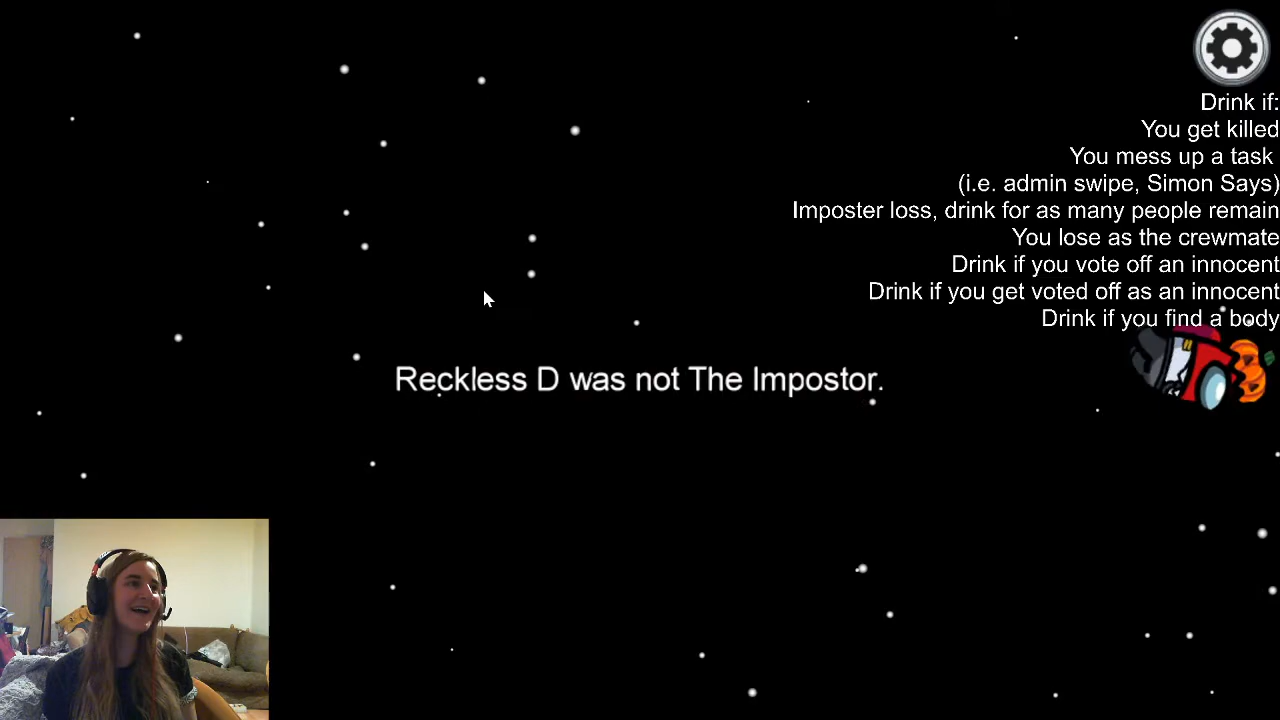 Drink if:
You get killed
You mess up a task
(i.e. admin swipe, Simon Says)
Imposter loss, drink for as many people remain
You lose as the crewmate
Drink if you vote off an innocent
Drink if you get voted off as an innocent
Drink if you find a body
Reckless D was not The Impostor.